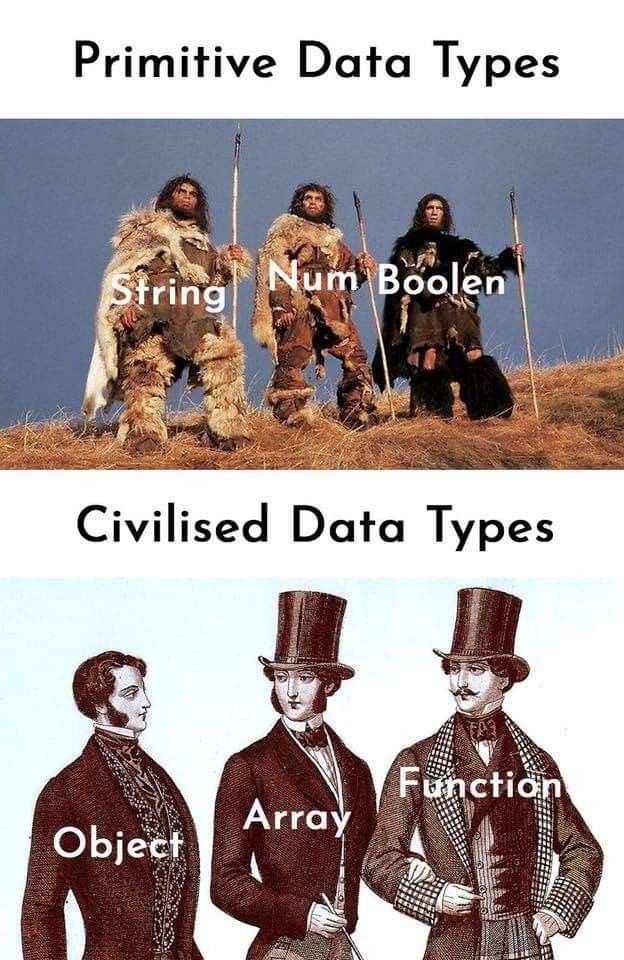 Primitive Data Types
String Num Boolen
Civilised Data Types
Object Array Function